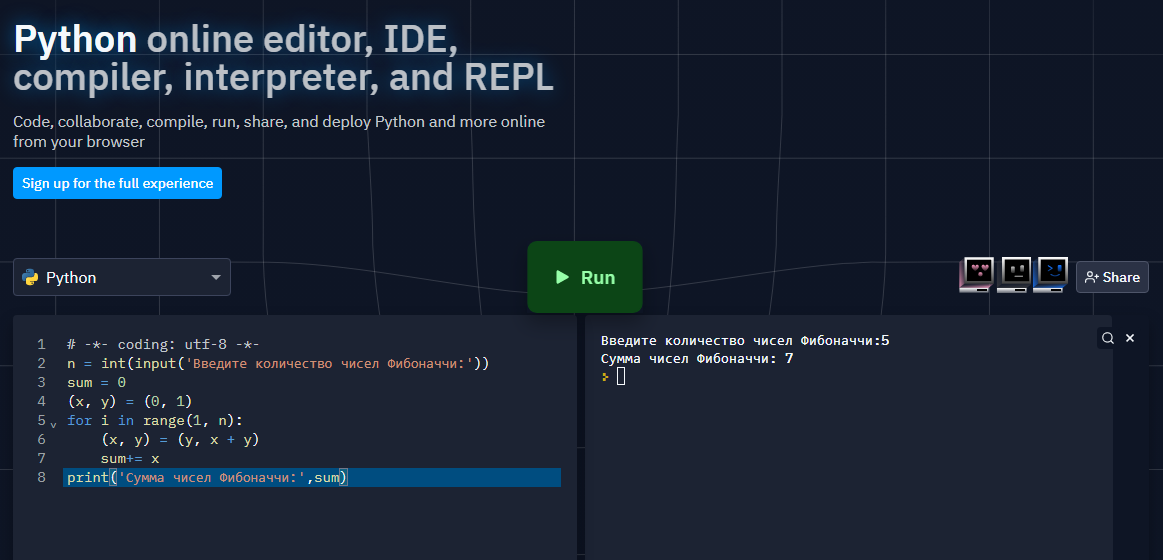 Python online editor, IDE,
compiler, interpreter, and REPL
Code, collaborate, compile, run, share, and deploy Python and more online
from your browser
Sign up for the full experience
Python
Run
Share
1 # -*- coding: utf-8 -*-
2 n = int(input('Введите количество чисел Фибоначчи:'))
3 sum = 0
4 (x, y) = (0, 1)
5 for i in range(1, n):
6 (x, y) = (y, x + y)
7 sum+= x
8 print('Сумма чисел Фибоначчи:',sum)
Введите количество чисел Фибоначчи:5
Сумма чисел Фибоначчи: 7